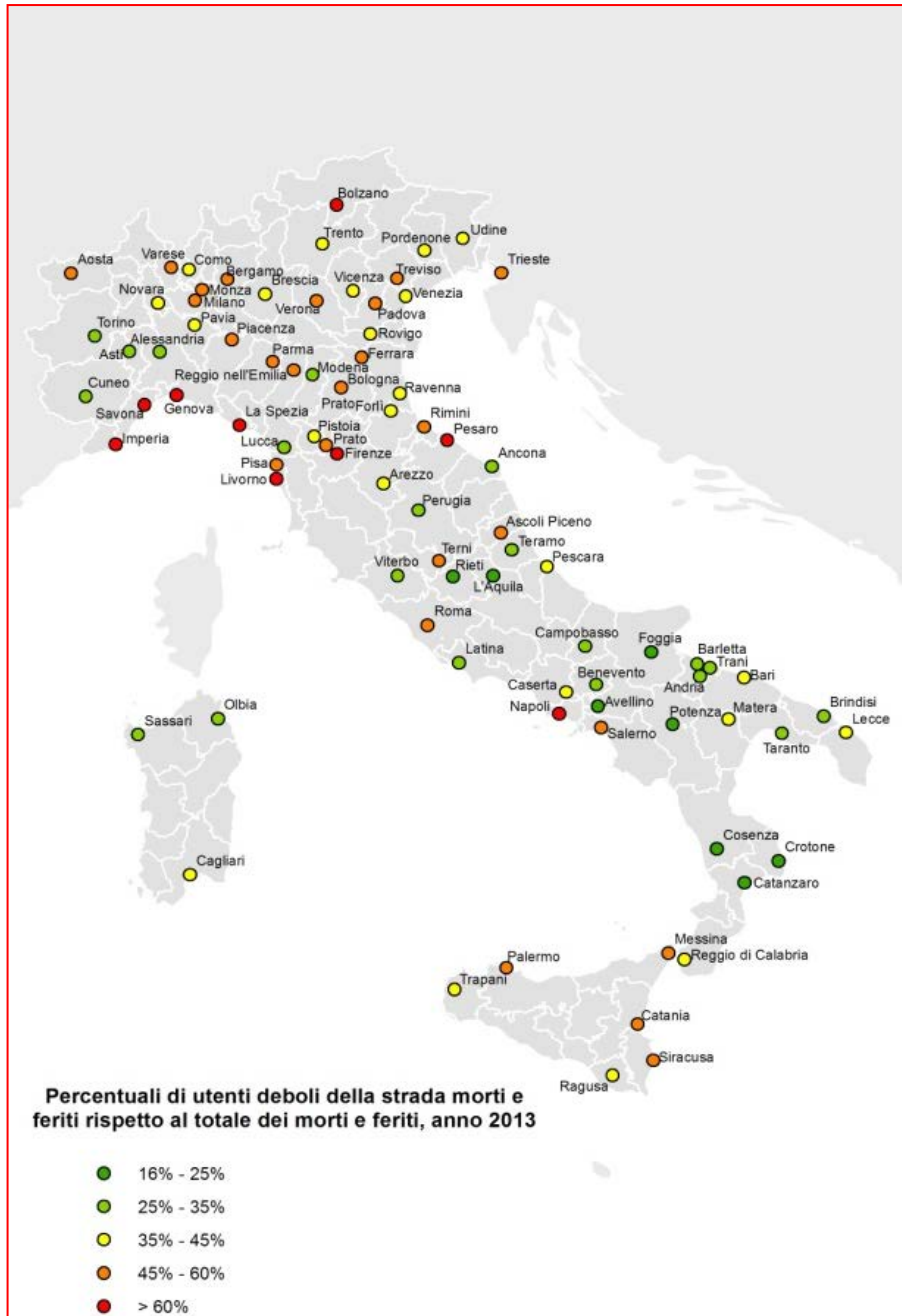 Bolzano
Trento
Pordenone
Udine
Aosta
Varese
Como
Bergamo
Brescia
Vicenza
Treviso
Trieste
Novara
Monza
Milano
Verona
Venezia
Padova
Torino
Pavia
Piacenza
Rovigo
Alessandria
Asti
Parma
Ferrara
Reggio nell'Emilia
Modena
Bologna
Ravenna
Cuneo
Savona
Genova
La Spezia
Prato
Forlì
Rimini
Imperia
Pistoia
Prato
Pesaro
Lucca
Firenze
Ancona
Pisa
Livorno
Arezzo
Perugia
Ascoli Piceno
Terni
Teramo
Viterbo
Rieti
Pescara
L'Aquila
Roma
Campobasso
Foggia
Barletta
Trani
Latina
Benevento
Bari
Caserta
Andria
Olbia
Napoli
Avellino
Potenza
Matera
Brindisi
Sassari
Salerno
Lecce
Taranto
Cosenza
Crotone
Cagliari
Catanzaro
Messina
Palermo
Reggio di Calabria
Trapani
Catania
Siracusa
Ragusa
Percentuali di utenti deboli della strada morti e
feriti rispetto al totale dei morti e feriti, anno 2013
16% - 25%
25% - 35%
35% - 45%
45% - 60%
> 60%